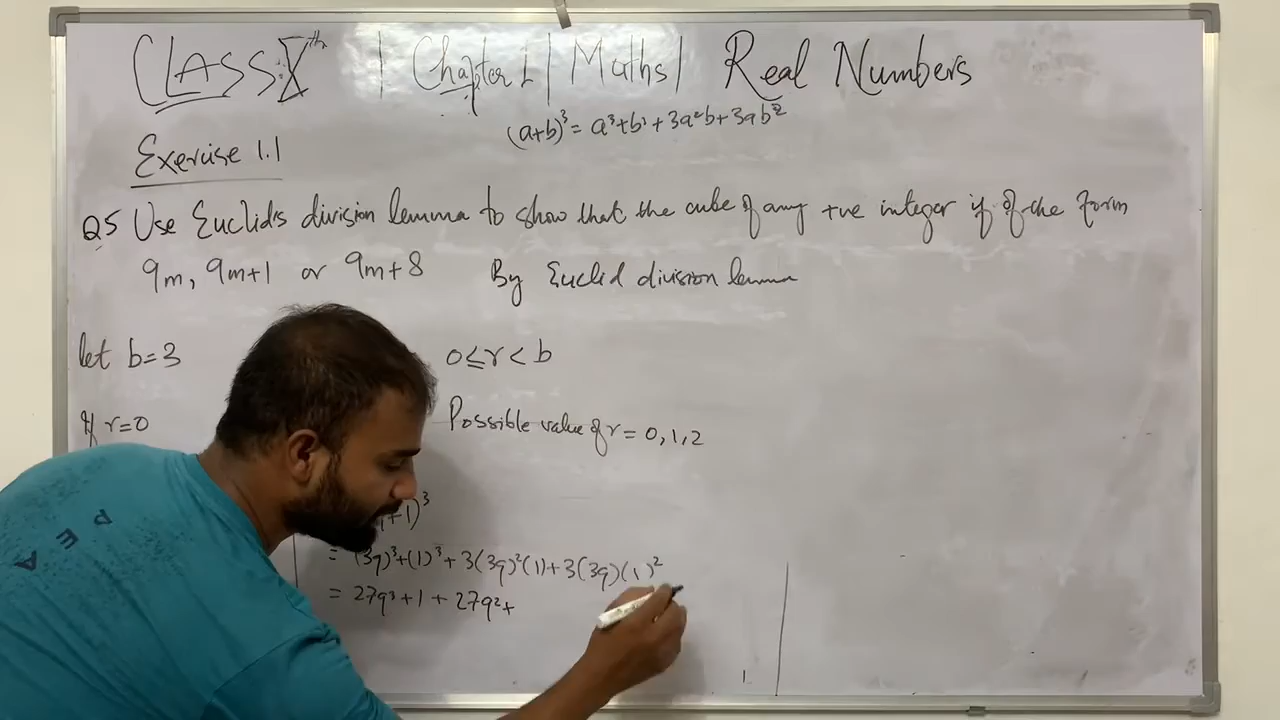 CLASS Xth | Chapter 1 | Maths | Real Numbers
(a+b)³ = a³+b³+3a²b+3ab²
Exercise 1.1
Q5 Use Euclid's division lemma to show that the cube of any +ve integer if of the form
9m, 9m+1 or 9m+8 By Euclid division lemma
let b=3 0≤r<b
If r=0 Possible value of r = 0,1,2
+1)³
= (3q)³+(1)³+3(3q)²(1)+3(3q)(1)²
= 27q³+1+27q²+
PEA